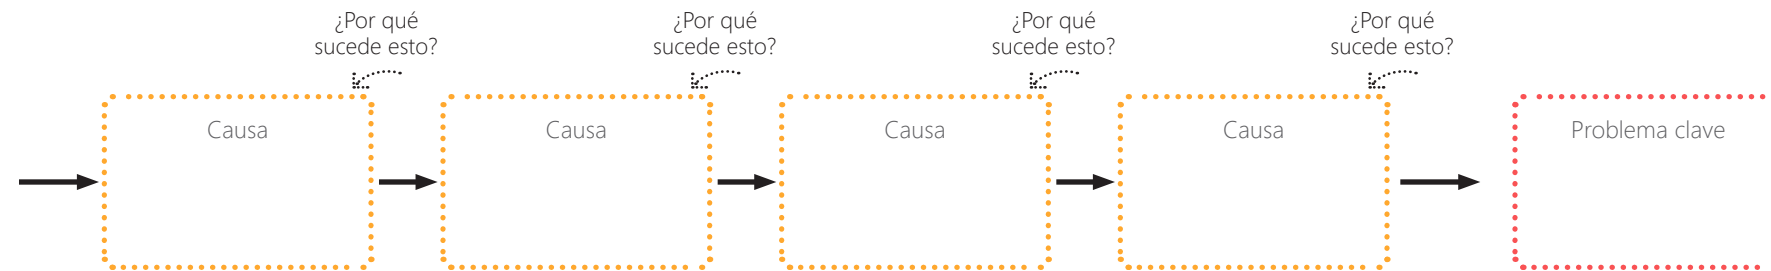 ¿Por qué
sucede esto?
¿Por qué
sucede esto?
¿Por qué
sucede esto?
¿Por qué
sucede esto?
Causa
Causa
Causa
Causa
Problema clave